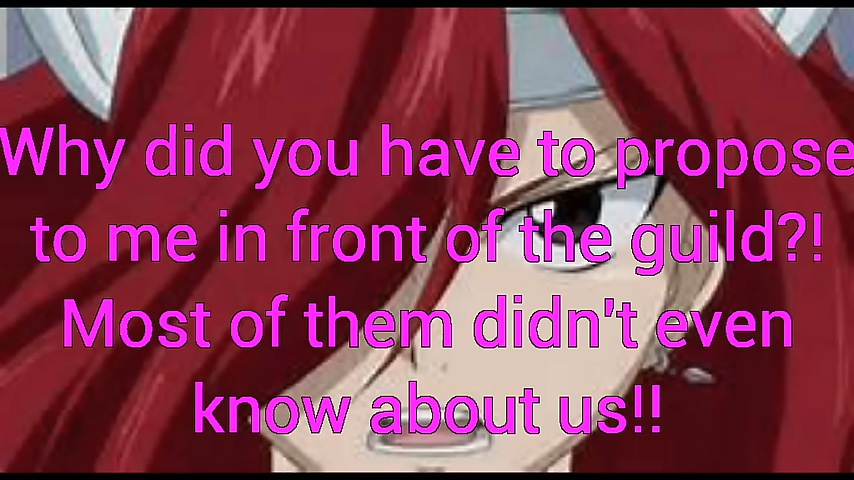 Why did you have to propose
to me in front of the guild?!
Most of them didn't even
know about us!!